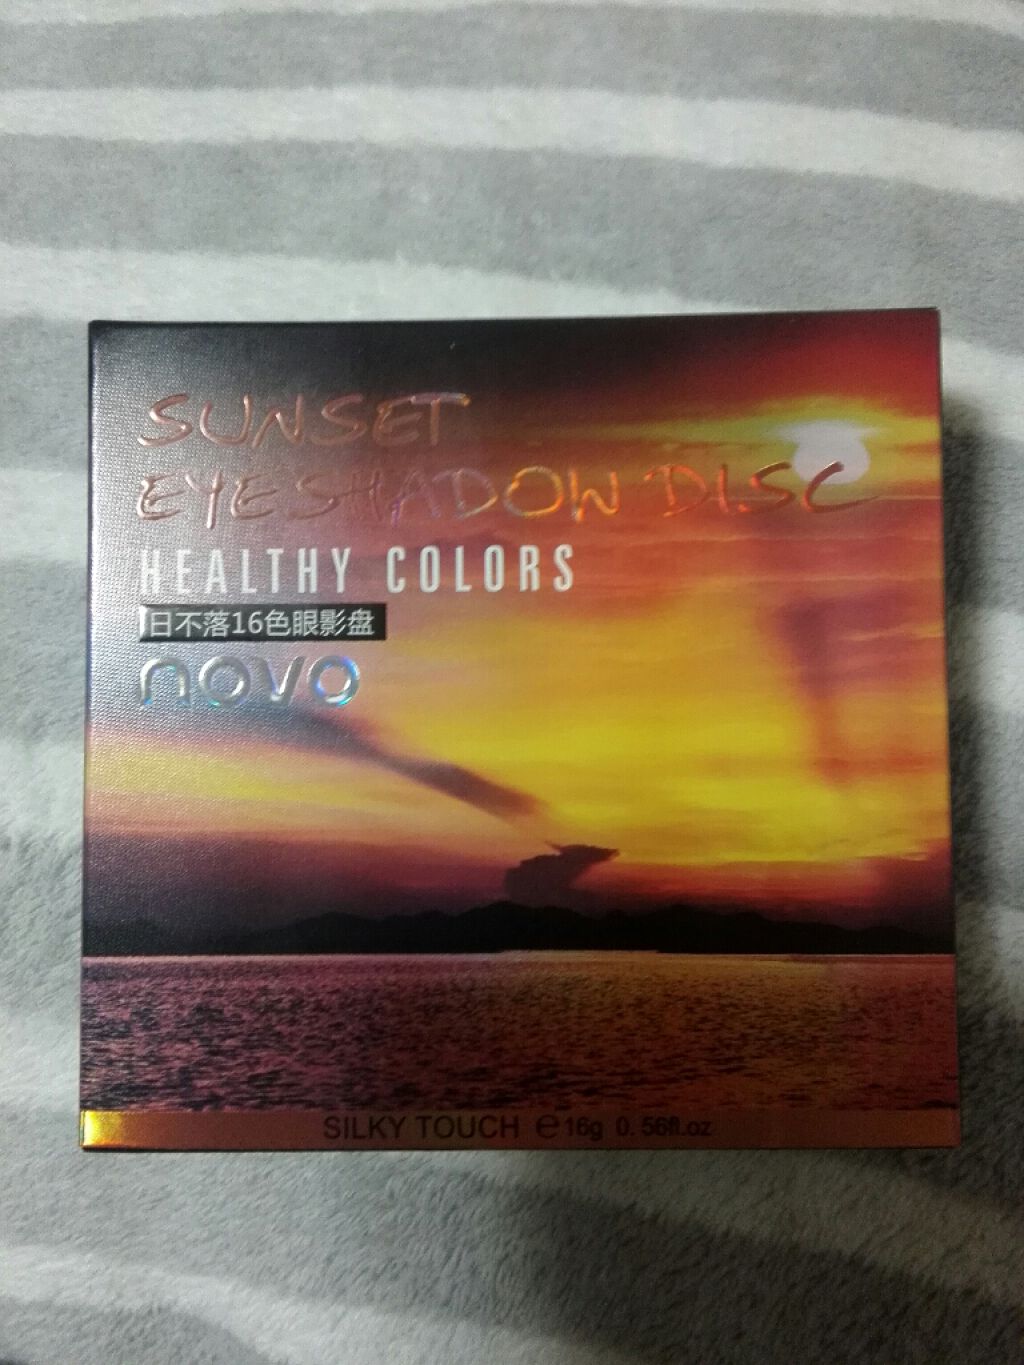 SUNSET
EYESHADOW DISC
HEALTHY COLORS
日不落16色眼影盘
novo
SILKY TOUCH e16g 0.56fl.oz